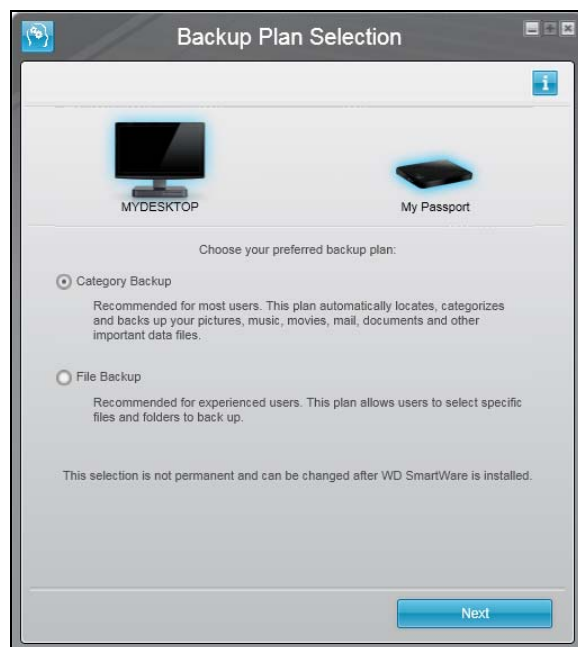 Backup Plan Selection
i
MYDESKTOP
My Passport
Choose your preferred backup plan:
Category Backup
Recommended for most users. This plan automatically locates, categorizes
and backs up your pictures, music, movies, mail, documents and other
important data files.
File Backup
Recommended for experienced users. This plan allows users to select specific
files and folders to back up.
This selection is not permanent and can be changed after WD SmartWare is installed.
Next